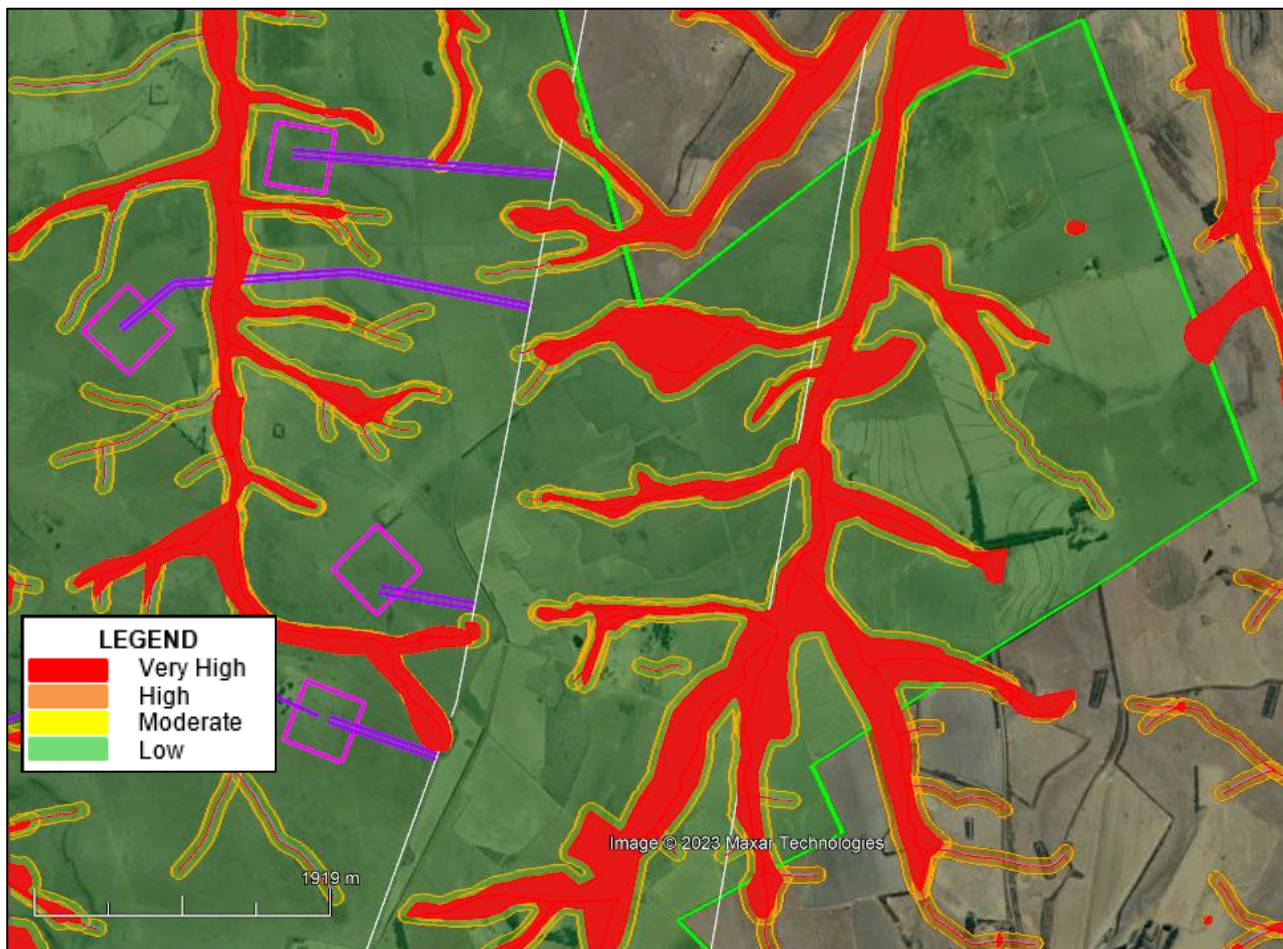 LEGEND
Very High
High
Moderate
Low
Image © 2023 Maxar Technologies
1919 m